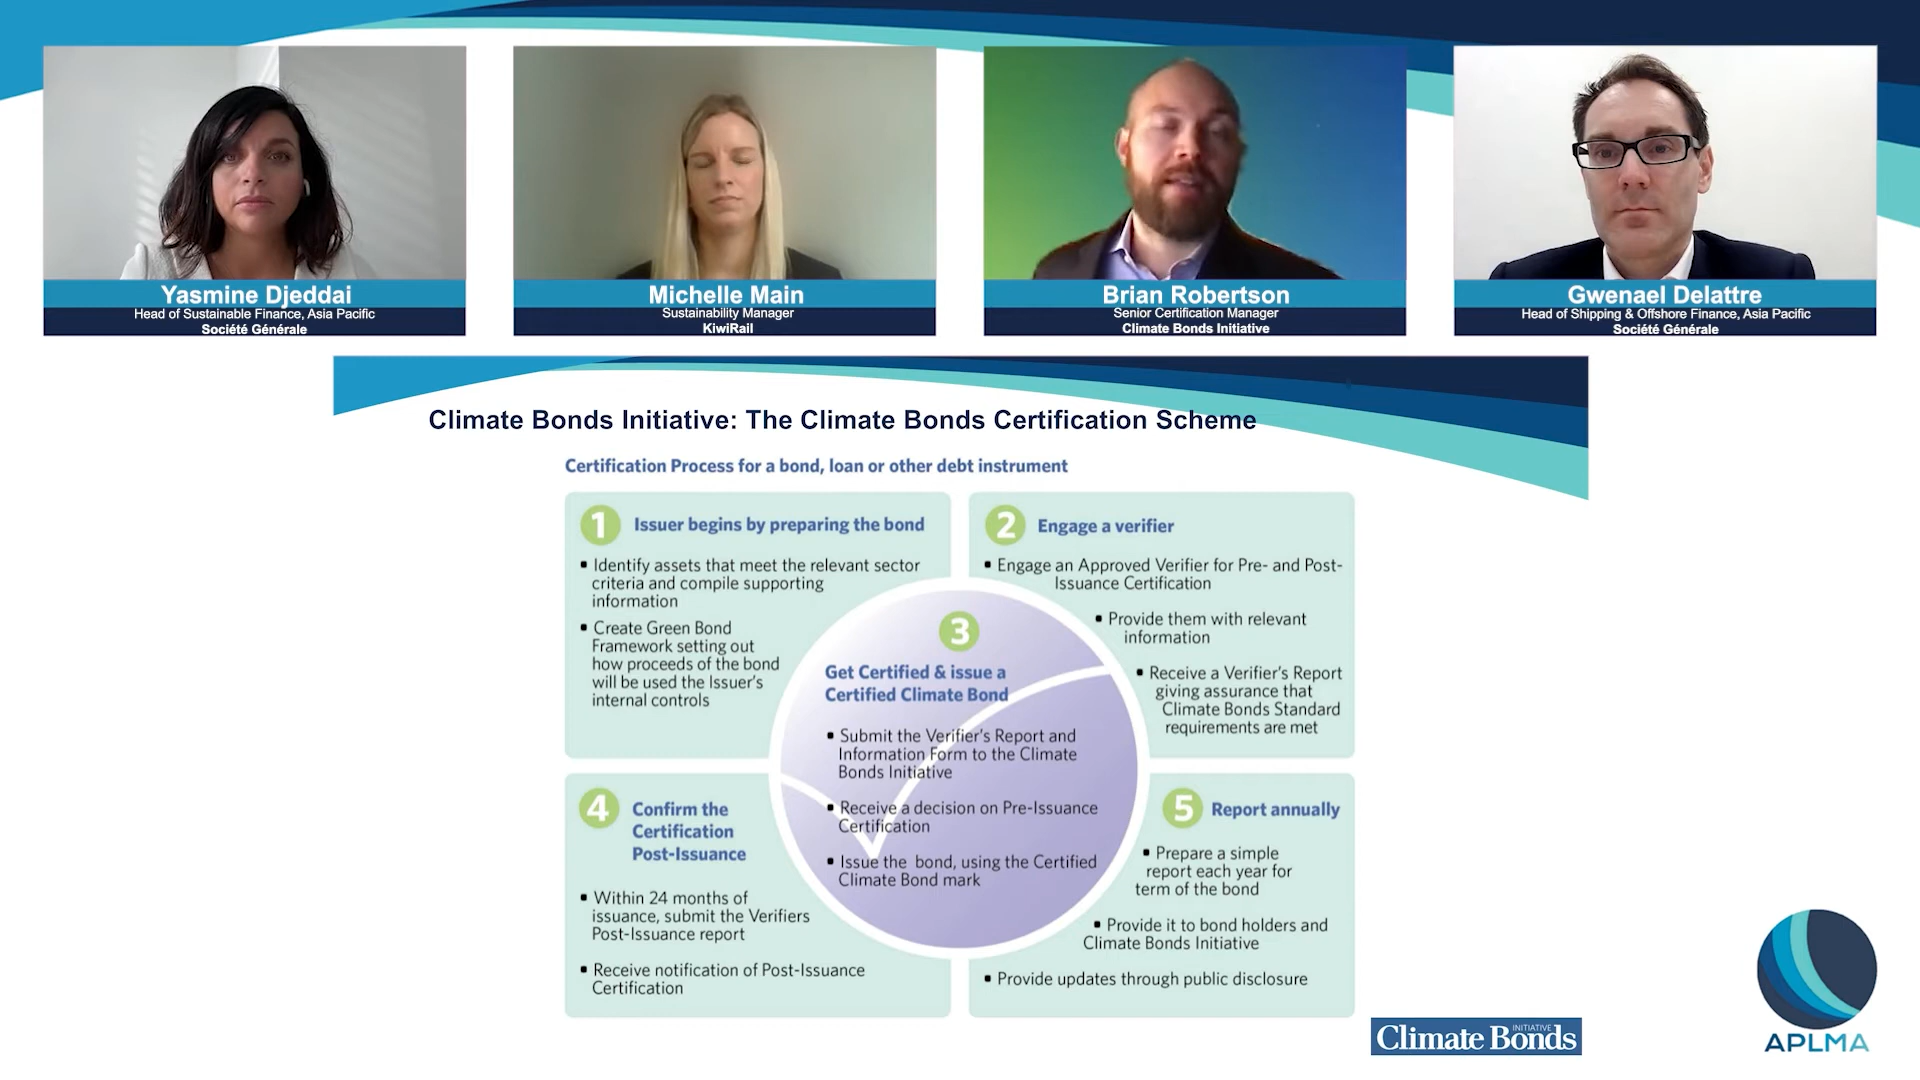 Yasmine Djeddai
Head of Sustainable Finance, Asia Pacific
Société Générale
Michelle Main
Sustainability Manager
KiwiRail
Brian Robertson
Senior Certification Manager
Climate Bonds Initiative
Gwenael Delattre
Head of Shipping & Offshore Finance, Asia Pacific
Société Générale
Climate Bonds Initiative: The Climate Bonds Certification Scheme
Certification Process for a bond, loan or other debt instrument
1 Issuer begins by preparing the bond
▪ Identify assets that meet the relevant sector
criteria and compile supporting
information
▪ Create Green Bond
Framework setting out
how proceeds of the bond
will be used the Issuer's
internal controls
2 Engage a verifier
▪ Engage an Approved Verifier for Pre- and Post-
Issuance Certification
▪ Provide them with relevant
information
▪ Receive a Verifier's Report
giving assurance that
Climate Bonds Standard
requirements are met
3
Get Certified & issue a
Certified Climate Bond
▪ Submit the Verifier's Report and
Information Form to the Climate
Bonds Initiative
▪ Receive a decision on Pre-Issuance
Certification
▪ Issue the bond, using the Certified
Climate Bond mark
4 Confirm the
Certification
Post-Issuance
▪ Within 24 months of
issuance, submit the Verifiers
Post-Issuance report
▪ Receive notification of Post-Issuance
Certification
5 Report annually
▪ Prepare a simple
report each year for
term of the bond
▪ Provide it to bond holders and
Climate Bonds Initiative
▪ Provide updates through public disclosure
Climate Bonds INITIATIVE
APLMA